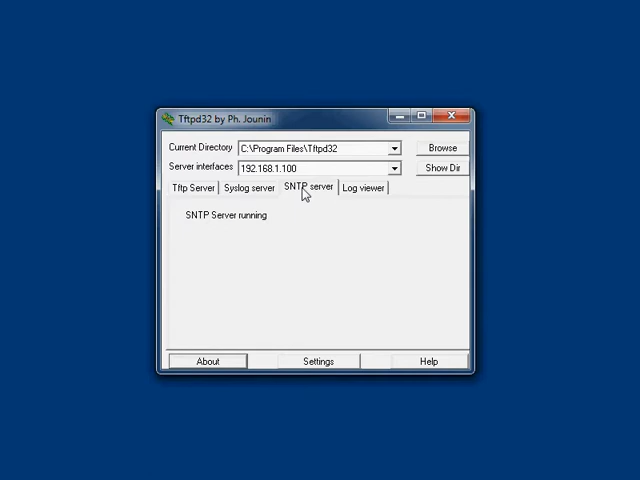 Tftpd32 by Ph. Jounin
Current Directory C:\Program Files\Tftpd32 Browse
Server interfaces 192.168.1.100 Show Dir
Tftp Server Syslog server SNTP server Log viewer
SNTP Server running
About Settings Help